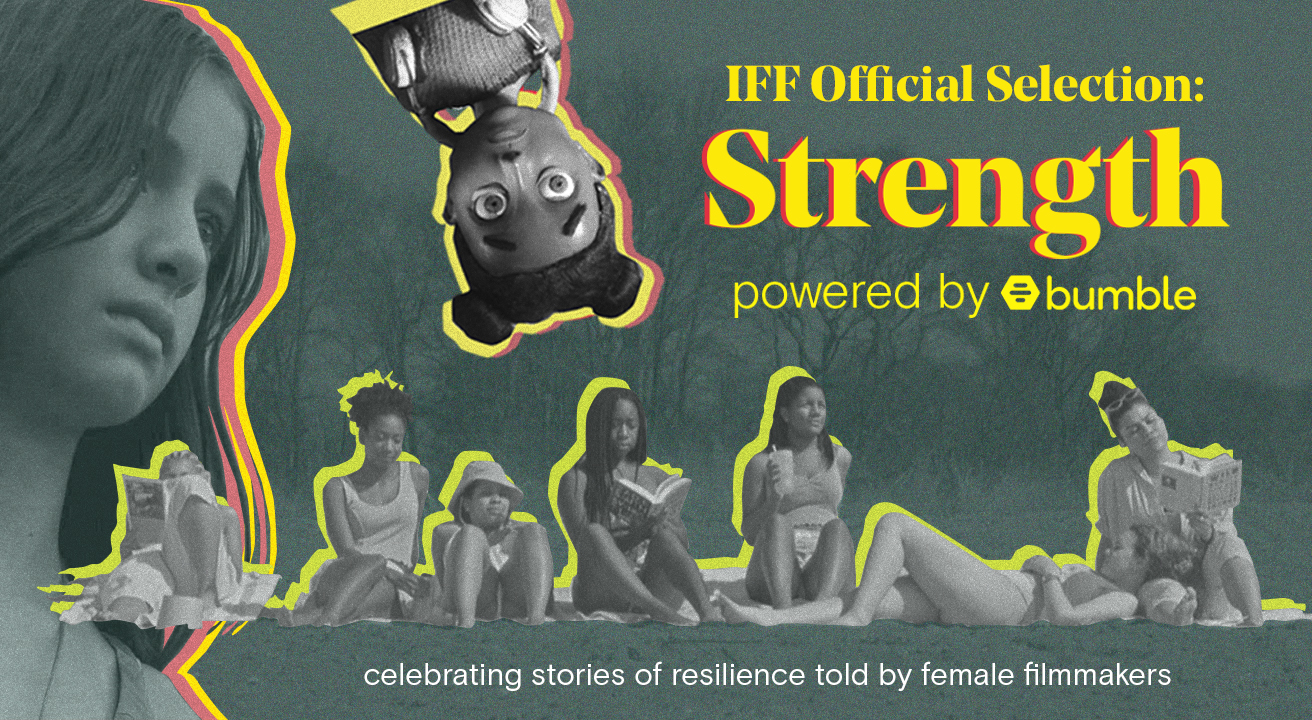 IFF Official Selection:
Strength
powered by bumble
celebrating stories of resilience told by female filmmakers